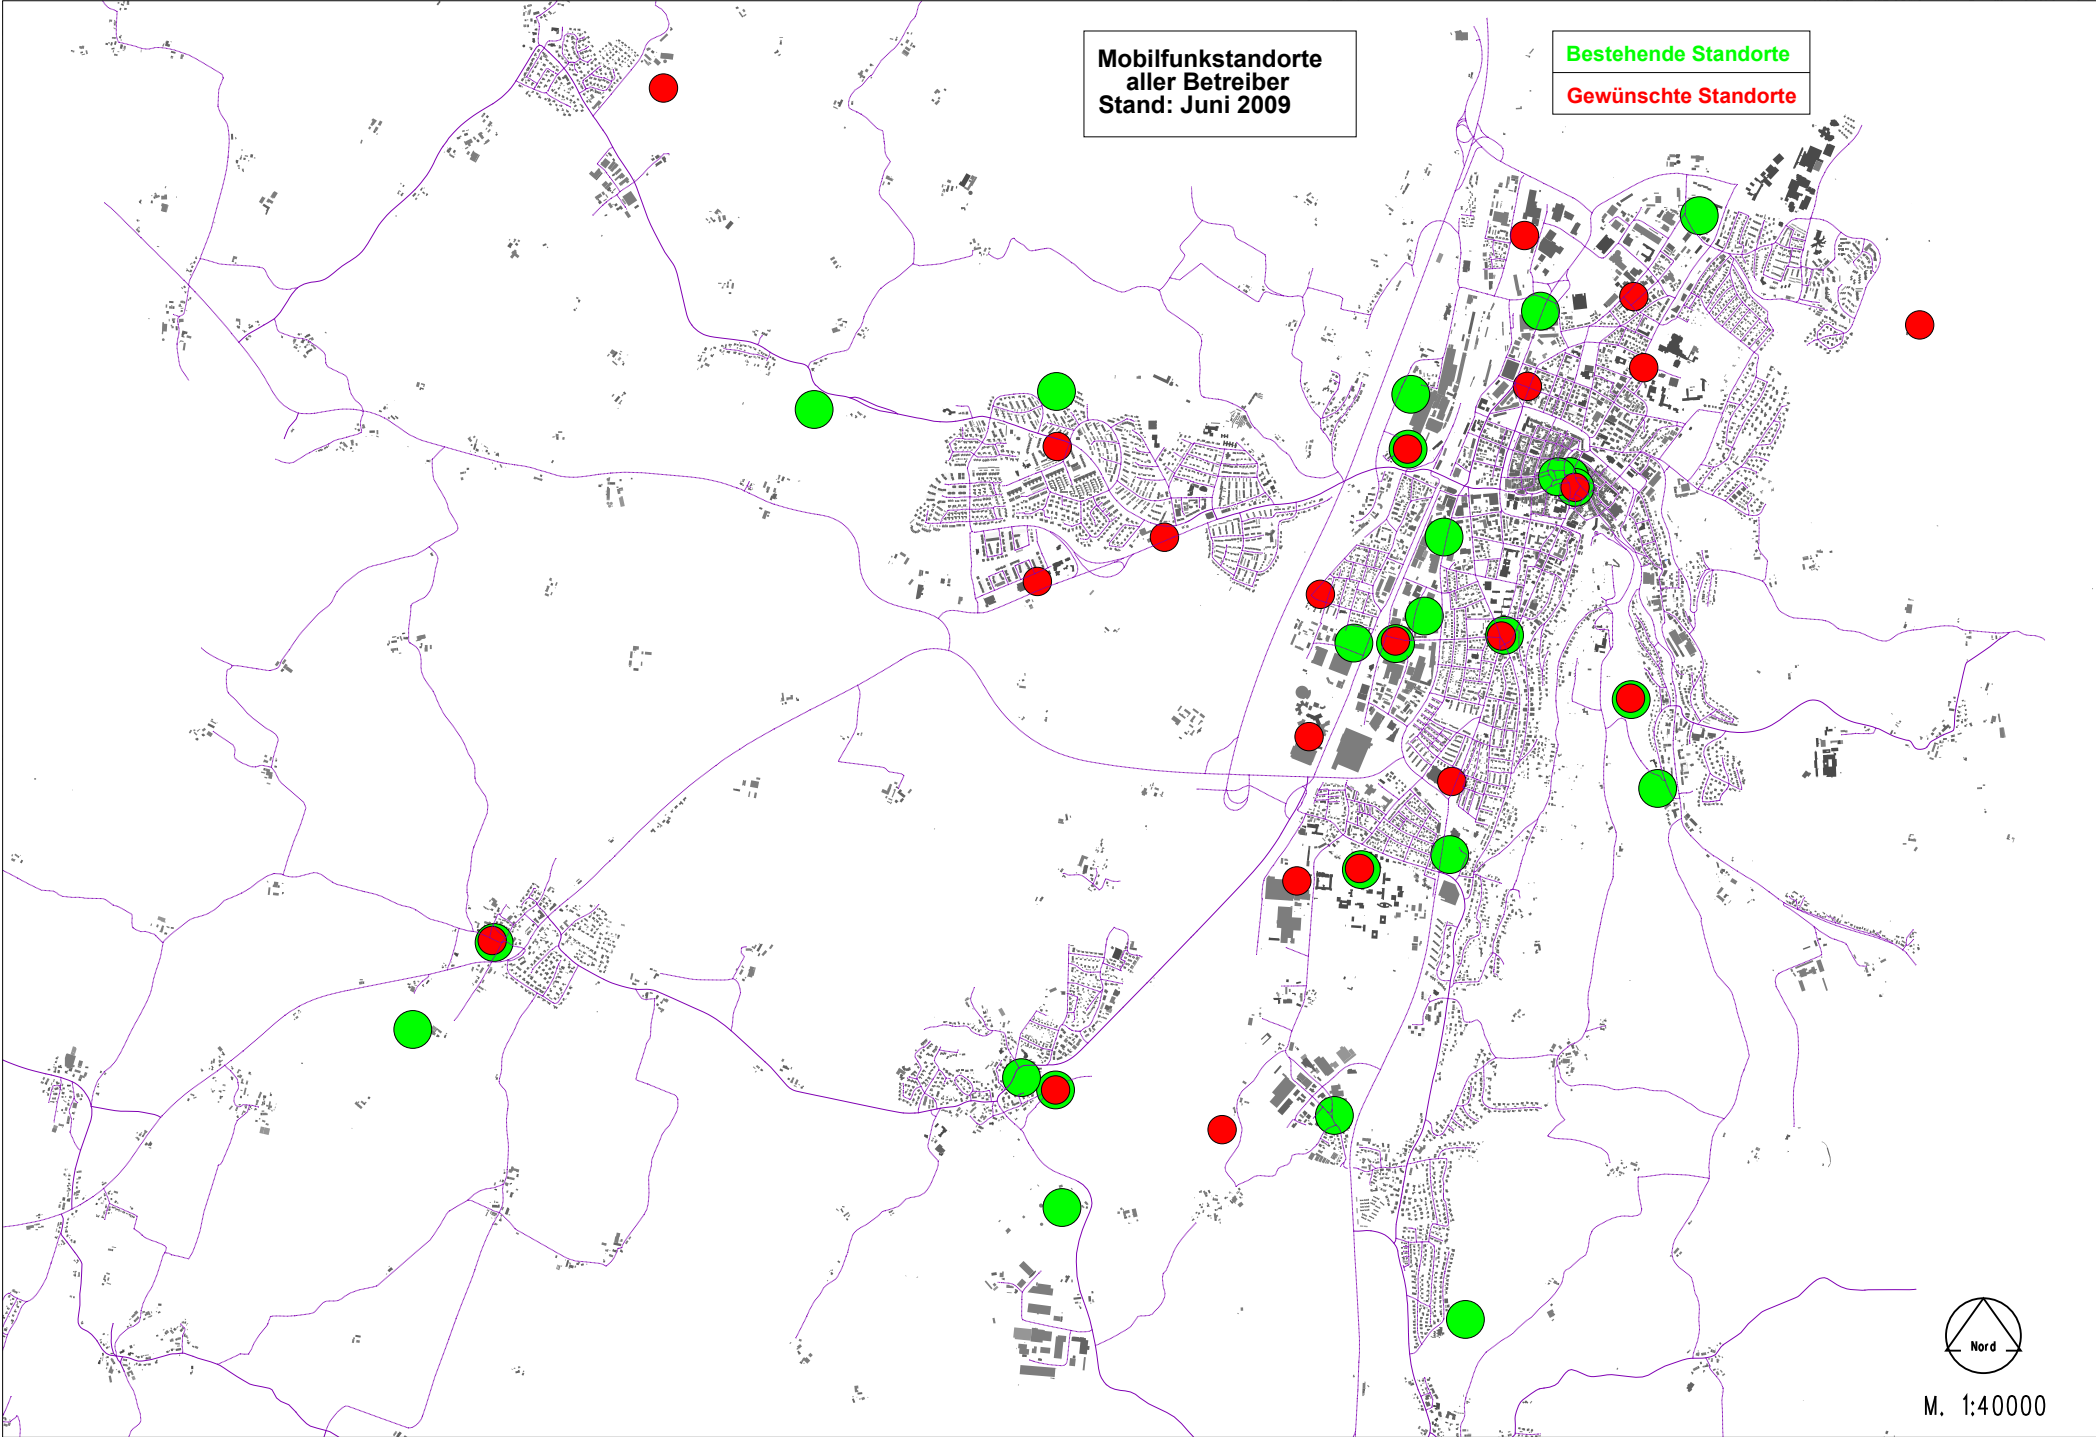 Mobilfunkstandorte
aller Betreiber
Stand: Juni 2009
Bestehende Standorte
Gewünschte Standorte
Nord
M. 1:40000